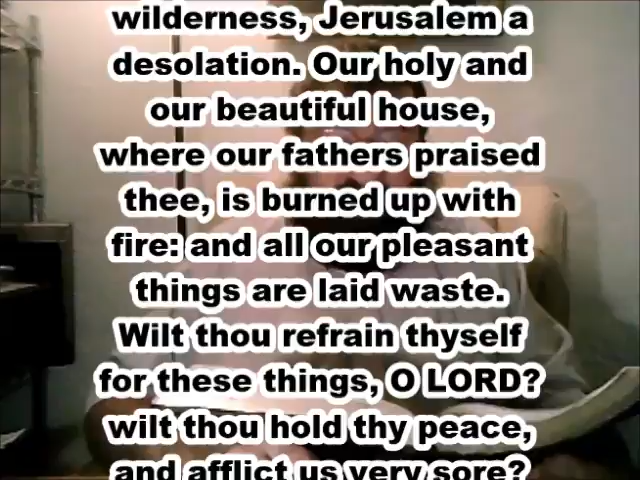 wilderness, Jerusalem a
desolation. Our holy and
our beautiful house,
where our fathers praised
thee, is burned up with
fire: and all our pleasant
things are laid waste.
Wilt thou refrain thyself
for these things, O LORD?
wilt thou hold thy peace,
and afflict us very sore?